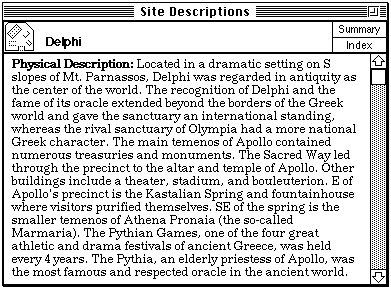 Site Descriptions
Delphi
Summary
Index
Physical Description: Located in a dramatic setting on S
slopes of Mt. Parnassos, Delphi was regarded in antiquity as
the center of the world. The recognition of Delphi and the
fame of its oracle extended beyond the borders of the Greek
world and gave the sanctuary an international standing,
whereas the rival sanctuary of Olympia had a more national
Greek character. The main temenos of Apollo contained
numerous treasuries and monuments. The Sacred Way led
through the precinct to the altar and temple of Apollo. Other
buildings include a theater, stadium, and bouleuterion. E of
Apollo's precinct is the Kastalian Spring and fountainhouse
where visitors purified themselves. SE of the spring is the
smaller temenos of Athena Pronaia (the so-called
Marmaria). The Pythian Games, one of the four great
athletic and drama festivals of ancient Greece, was held
every 4 years. The Pythia, an elderly priestess of Apollo, was
the most famous and respected oracle in the ancient world.